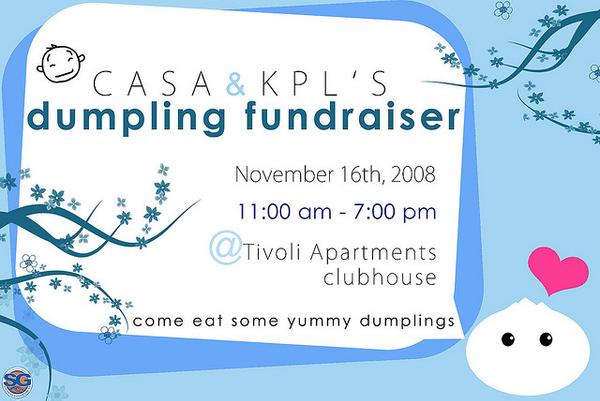 CASA & KPL'S
dumpling fundraiser
November 16th, 2008
11:00 am - 7:00 pm
@Tivoli Apartments
clubhouse
come eat some yummy dumplings
SG